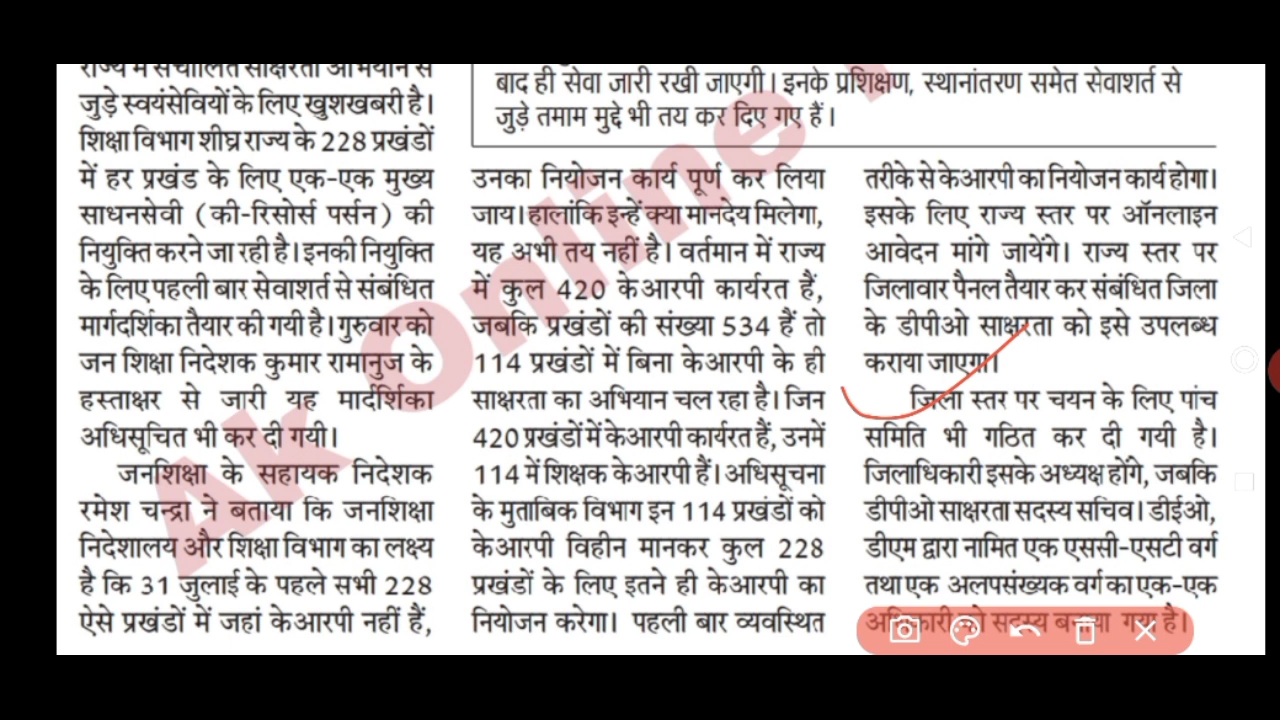 राज्य में संचालित साक्षरता अभियान से
जुड़े स्वयंसेवियों के लिए खुशखबरी है।
शिक्षा विभाग शीघ्र राज्य के 228 प्रखंडों
में हर प्रखंड के लिए एक-एक मुख्य
साधनसेवी (की-रिसोर्स पर्सन) की
नियुक्ति करने जा रही है। इनकी नियुक्ति
के लिए पहली बार सेवाशर्त से संबंधित
मार्गदर्शिका तैयार की गयी है। गुरुवार को
जन शिक्षा निदेशक कुमार रामानुज के
हस्ताक्षर से जारी यह मार्दर्शिका
अधिसूचित भी कर दी गयी।
जनशिक्षा के सहायक निदेशक
रमेश चन्द्रा ने बताया कि जनशिक्षा
निदेशालय और शिक्षा विभाग का लक्ष्य
है कि 31 जुलाई के पहले सभी 228
ऐसे प्रखंडों में जहां केआरपी नहीं हैं,
बाद ही सेवा जारी रखी जाएगी। इनके प्रशिक्षण, स्थानांतरण समेत सेवाशर्त से
जुड़े तमाम मुद्दे भी तय कर दिए गए हैं।
उनका नियोजन कार्य पूर्ण कर लिया
जाय। हालांकि इन्हें क्या मानदेय मिलेगा,
यह अभी तय नहीं है। वर्तमान में राज्य
में कुल 420 केआरपी कार्यरत हैं,
जबकि प्रखंडों की संख्या 534 हैं तो
114 प्रखंडों में बिना केआरपी के ही
साक्षरता का अभियान चल रहा है। जिन
420 प्रखंडों में केआरपी कार्यरत हैं, उनमें
114 में शिक्षक केआरपी हैं। अधिसूचना
के मुताबिक विभाग इन 114 प्रखंडों को
केआरपी विहीन मानकर कुल 228
प्रखंडों के लिए इतने ही केआरपी का
नियोजन करेगा। पहली बार व्यवस्थित
तरीके से केआरपी का नियोजन कार्य होगा।
इसके लिए राज्य स्तर पर ऑनलाइन
आवेदन मांगे जायेंगे। राज्य स्तर पर
जिलावार पैनल तैयार कर संबंधित जिला
के डीपीओ साक्षरता को इसे उपलब्ध
कराया जाएगा।
जिला स्तर पर चयन के लिए पांच
समिति भी गठित कर दी गयी है।
जिलाधिकारी इसके अध्यक्ष होंगे, जबकि
डीपीओ साक्षरता सदस्य सचिव। डीईओ,
डीएम द्वारा नामित एक एससी-एसटी वर्ग
तथा एक अलपसंख्यक वर्ग का एक-एक
अधिकारी को सदस्य बनाया गया है।
Ak Online